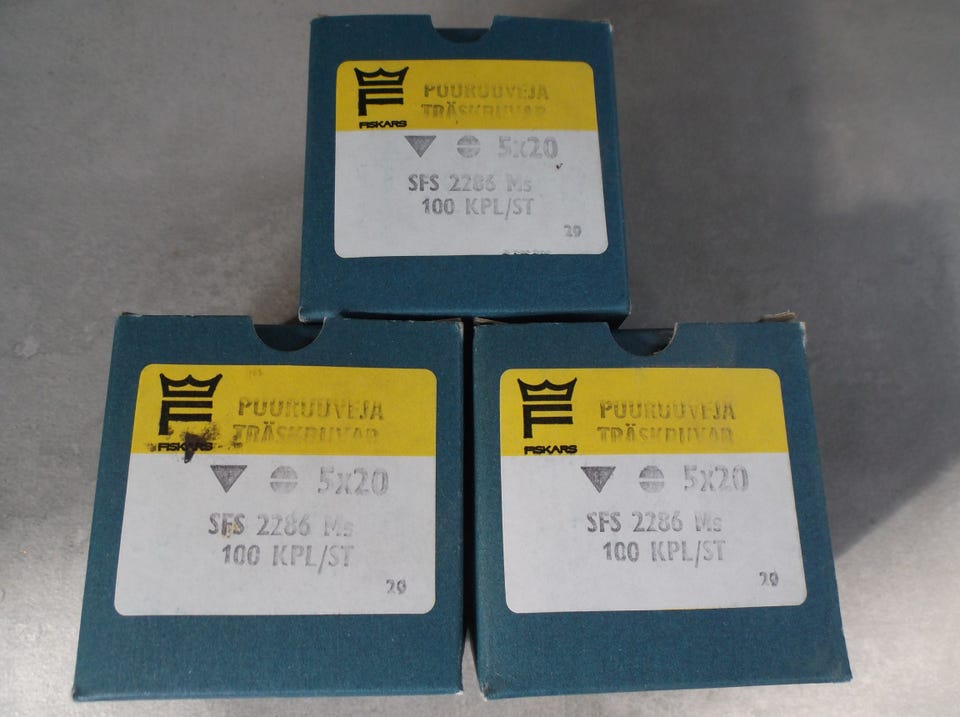 F
FISKARS
PUURUUVEJA
TRÄSKRUVAR
5x20
SFS 2286 Ms
100 KPL/ST
20
F
FISKARS
PUURUUVEJA
TRÄSKRUVAR
5x20
SFS 2286 Ms
100 KPL/ST
20
F
FISKARS
PUURUUVEJA
TRÄSKRUVAR
5x20
SFS 2286 Ms
100 KPL/ST
20